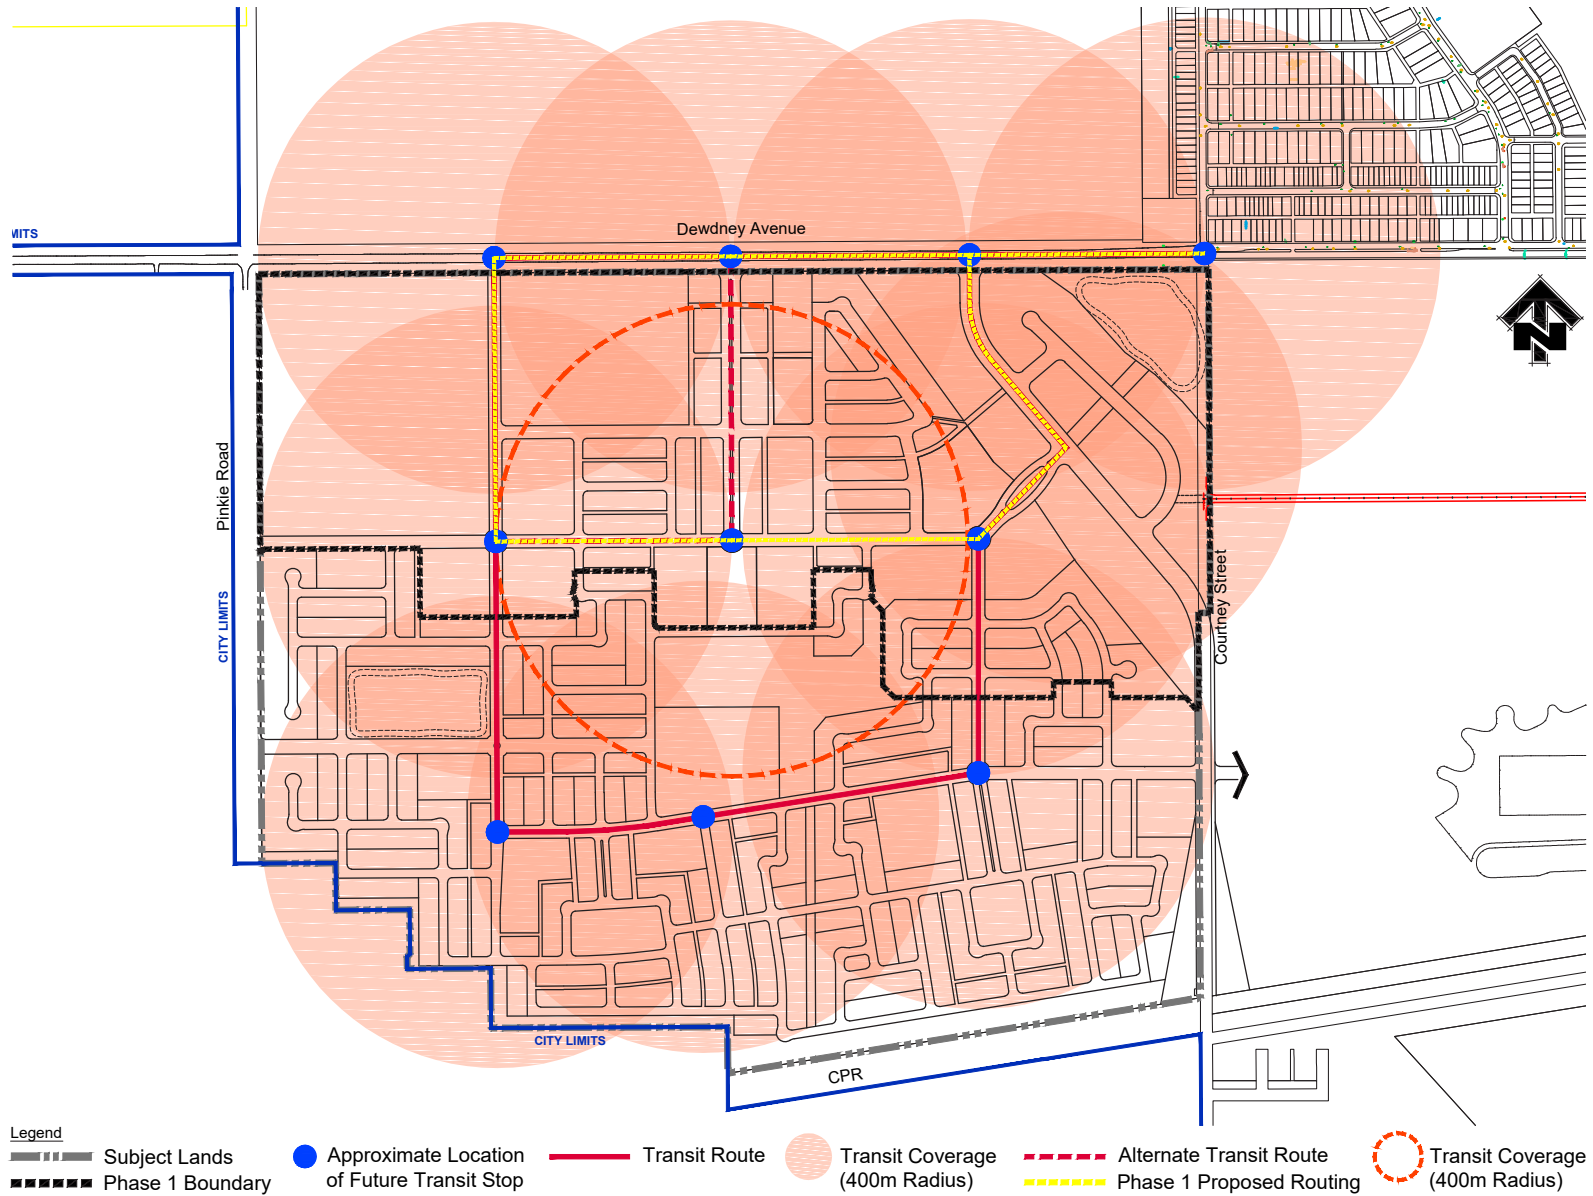 MITS
Dewdney Avenue
Pinkie Road
CITY LIMITS
Courtney Street
N
CITY LIMITS
CPR
Legend
Subject Lands
Phase 1 Boundary
Approximate Location
of Future Transit Stop
Transit Route
Transit Coverage
(400m Radius)
Alternate Transit Route
Phase 1 Proposed Routing
Transit Coverage
(400m Radius)